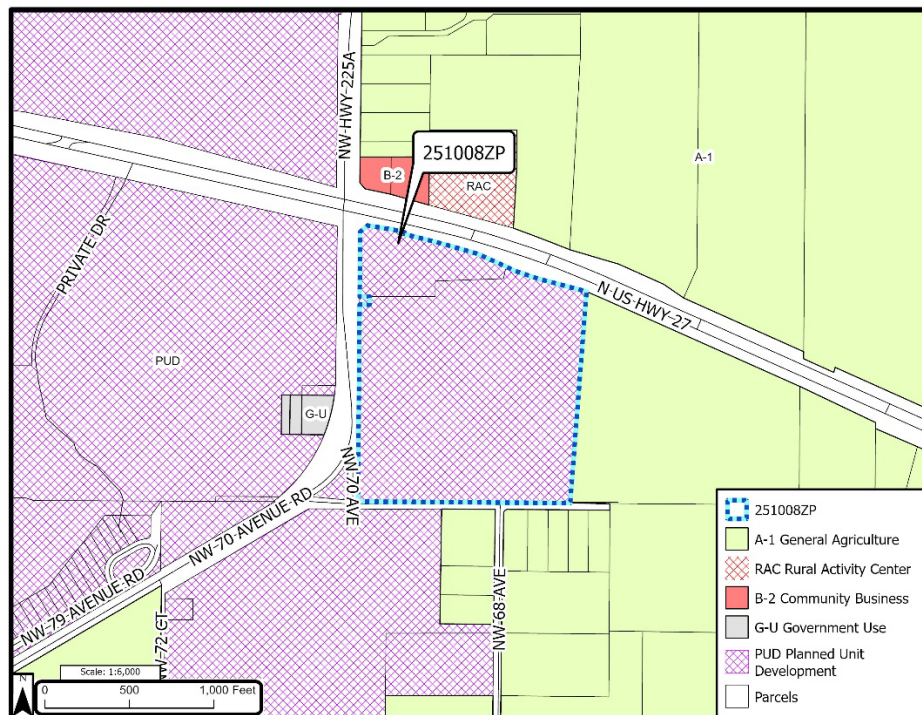 NW HWY 225A
251008ZP
B-2
RAC
A-1
PRIVATE DR
N US HWY 27
PUD
G-U
NW 70 AVE
NW 70 AVENUE RD
NW 79 AVENUE RD
NW 72 CT
NW 68 AVE
251008ZP
A-1 General Agriculture
RAC Rural Activity Center
B-2 Community Business
G-U Government Use
PUD Planned Unit
Development
Parcels
Scale: 1:6,000
N
0 500 1,000 Feet